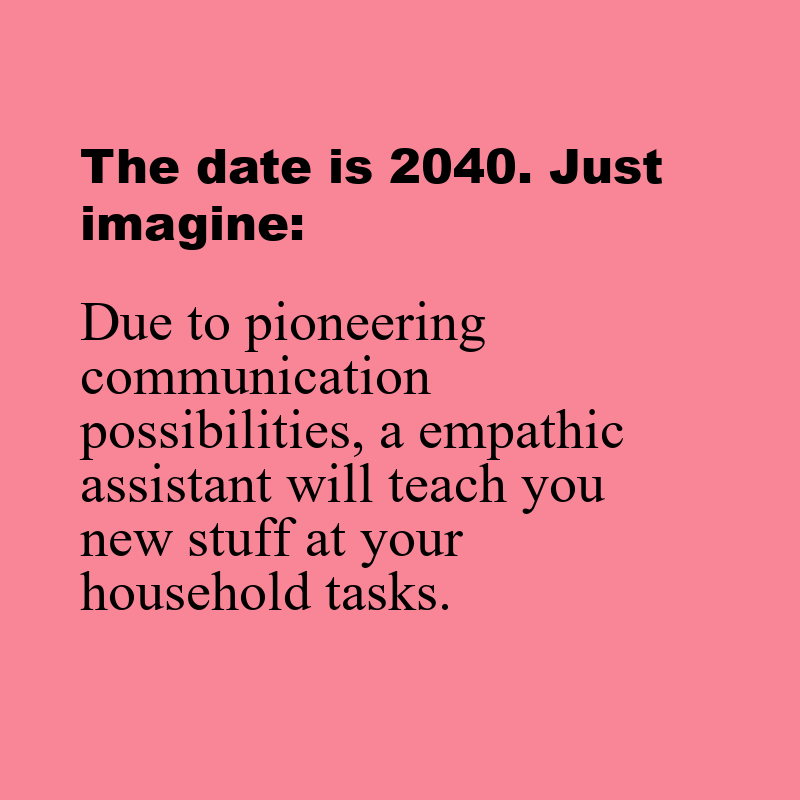 The date is 2040. Just
imagine:
Due to pioneering
communication
possibilities, a empathic
assistant will teach you
new stuff at your
household tasks.